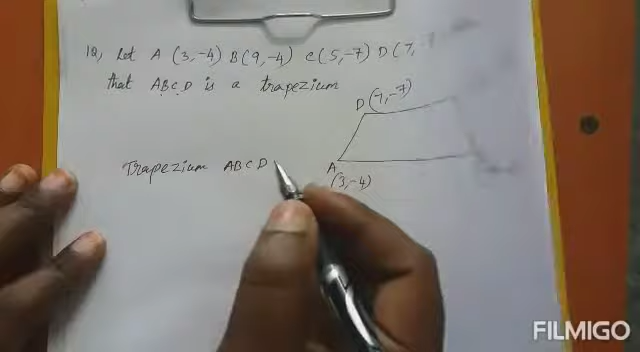 10, Let A (3,-4) B(9,-4) C(5,-7) D(7,
that ABCD is a trapezium
D(7,-7)
Trapezium ABCD
A
(3,-4)
FILMIGO